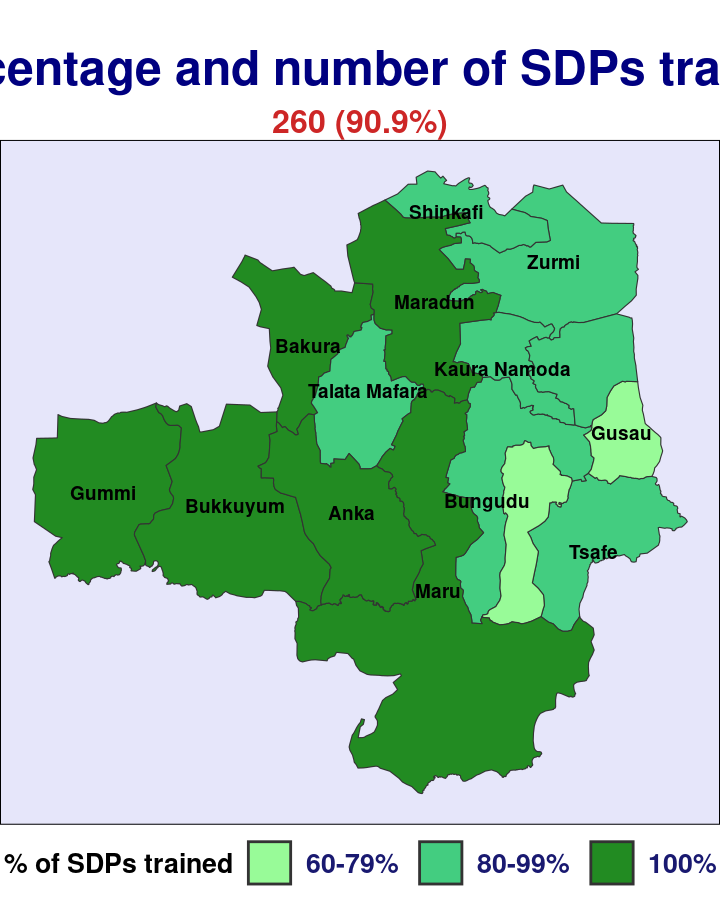 centage and number of SDPs tra
260 (90.9%)
Shinkafi
Zurmi
Maradun
Bakura
Kaura Namoda
Talata Mafara
Gusau
Gummi
Bukkuyum
Anka
Bungudu
Tsafe
Maru
% of SDPs trained 60-79% 80-99% 100%